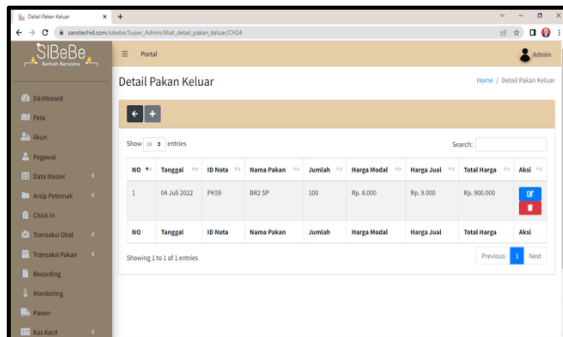 Detail Pakan Keluar
sanstechid.com/sibebe/Super_Admin/lihat_detail_pakan_keluar/CH24
SIBeBe
Berkah Bersama
Portal
Admin
Detail Pakan Keluar
Home / Detail Pakan Keluar
Dashboard
Peta
Akun
Pegawai
Data Master
Arsip Peternak
Chick In
Transaksi Obat
Transaksi Pakan
Recording
Monitoring
Panen
Kas Kecil
Show 10 entries
Search:
NO Tanggal ID Nota Nama Pakan Jumlah Harga Modal Harga Jual Total Harga Aksi
1 04 Juli 2022 PK59 BR2 SP 100 Rp. 8.000 Rp. 9.000 Rp. 900.000
NO Tanggal ID Nota Nama Pakan Jumlah Harga Modal Harga Jual Total Harga Aksi
Showing 1 to 1 of 1 entries
Previous 1 Next